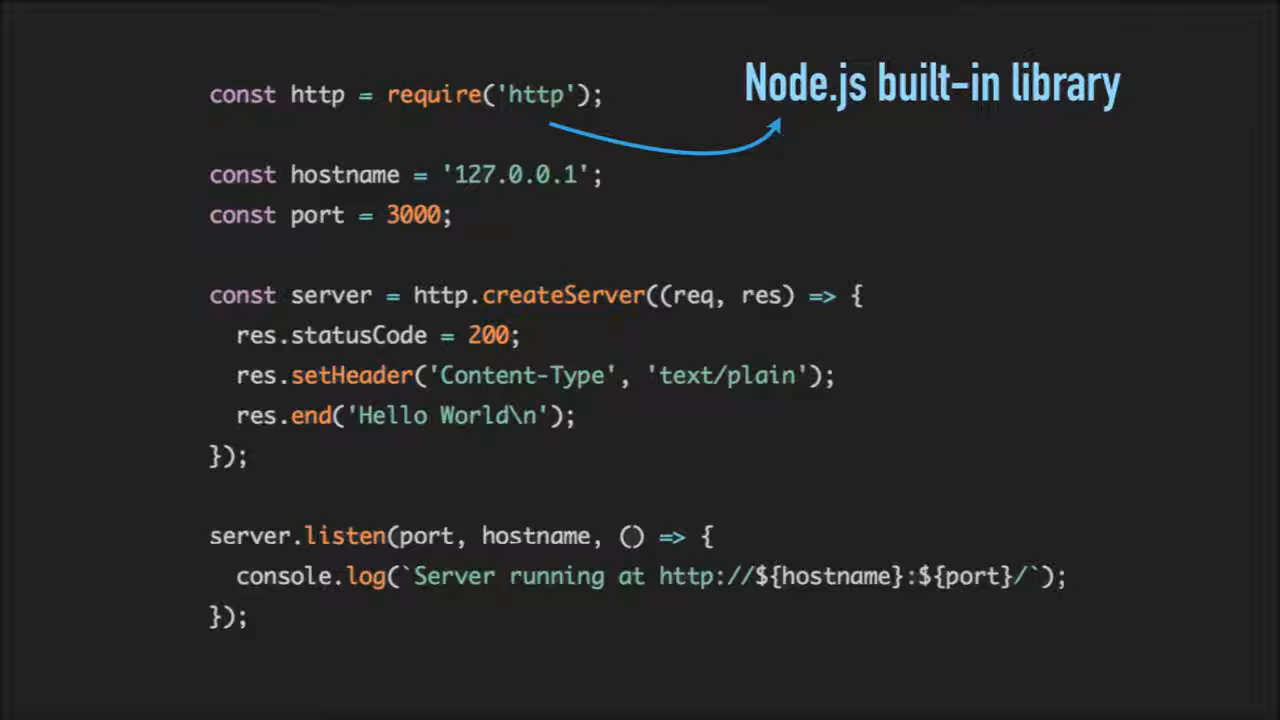 const http = require('http');
Node.js built-in library
const hostname = '127.0.0.1';
const port = 3000;
const server = http.createServer((req, res) => {
res.statusCode = 200;
res.setHeader('Content-Type', 'text/plain');
res.end('Hello World\n');
});
server.listen(port, hostname, () => {
console.log(`Server running at http://${hostname}:${port}/`);
});